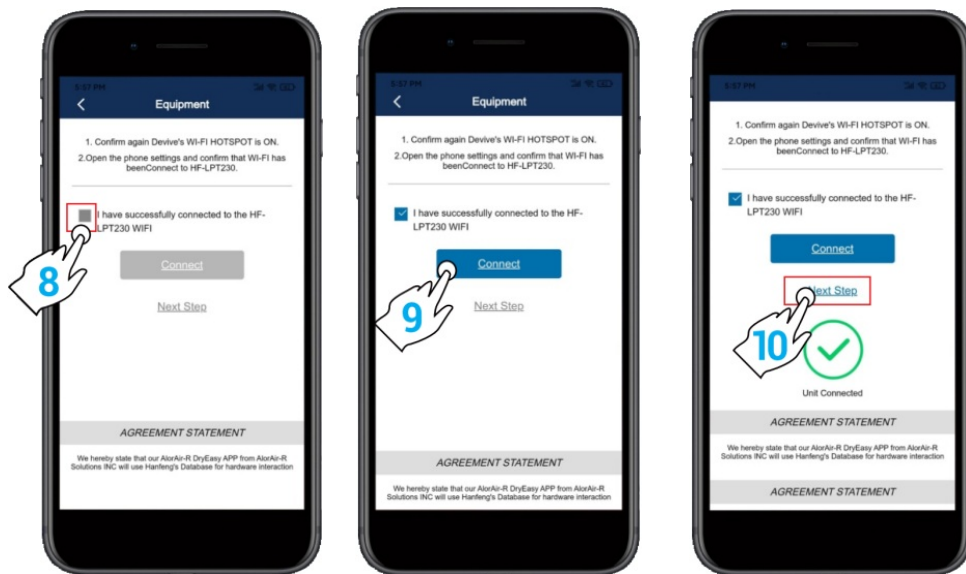 5:57 PM
Equipment
1. Confirm again Devive's WI-FI HOTSPOT is ON.
2.Open the phone settings and confirm that WI-FI has
beenConnect to HF-LPT230.
I have successfully connected to the HF-
LPT230 WIFI
Connect
Next Step
8
AGREEMENT STATEMENT
We hereby state that our AlorAir-R DryEasy APP from AlorAir-R
Solutions INC will use Hanfeng's Database for hardware interaction
5:57 PM
Equipment
1. Confirm again Devive's WI-FI HOTSPOT is ON.
2.Open the phone settings and confirm that WI-FI has
beenConnect to HF-LPT230.
I have successfully connected to the HF-
LPT230 WIFI
Connect
Next Step
9
AGREEMENT STATEMENT
We hereby state that our AlorAir-R DryEasy APP from AlorAir-R
Solutions INC will use Hanfeng's Database for hardware interaction
5:57 PM
1. Confirm again Devive's WI-FI HOTSPOT is ON.
2.Open the phone settings and confirm that WI-FI has
beenConnect to HF-LPT230.
I have successfully connected to the HF-
LPT230 WIFI
Connect
Next Step
10
Unit Connected
AGREEMENT STATEMENT
We hereby state that our AlorAir-R DryEasy APP from AlorAir-R
Solutions INC will use Hanfeng's Database for hardware interaction
AGREEMENT STATEMENT